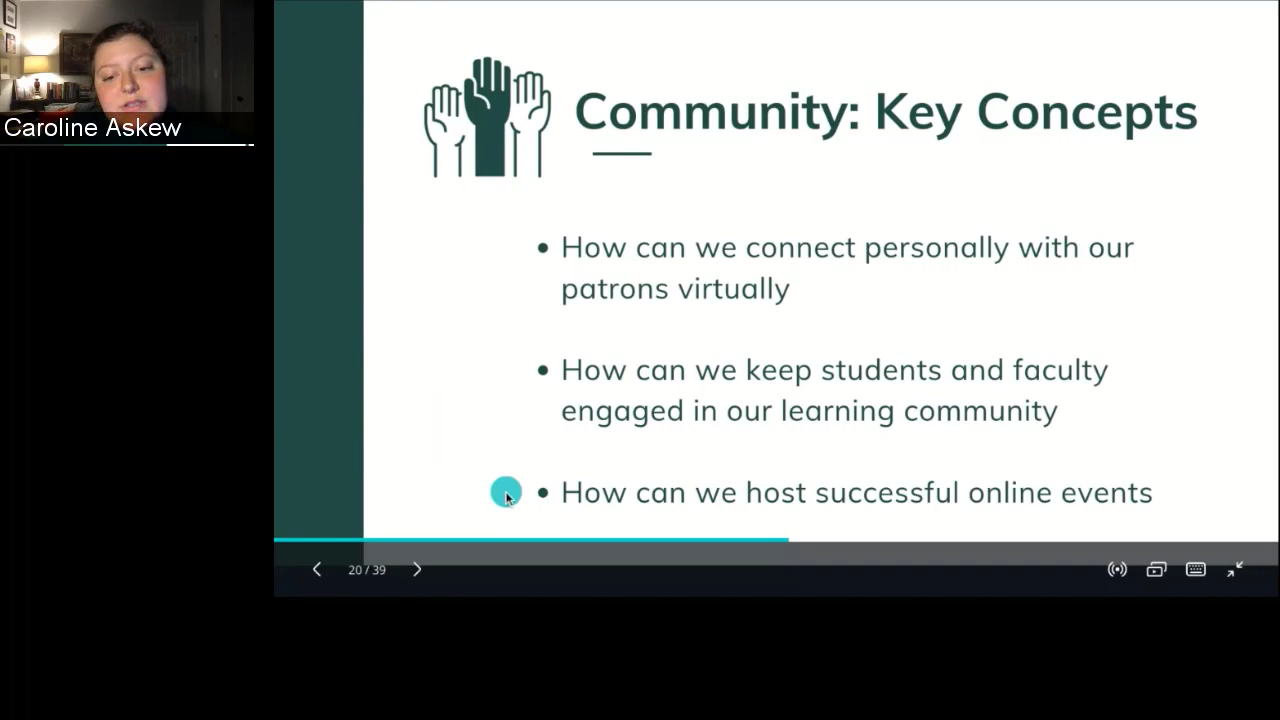 Caroline Askew
Community: Key Concepts
• How can we connect personally with our
patrons virtually
• How can we keep students and faculty
engaged in our learning community
• How can we host successful online events
20 / 39